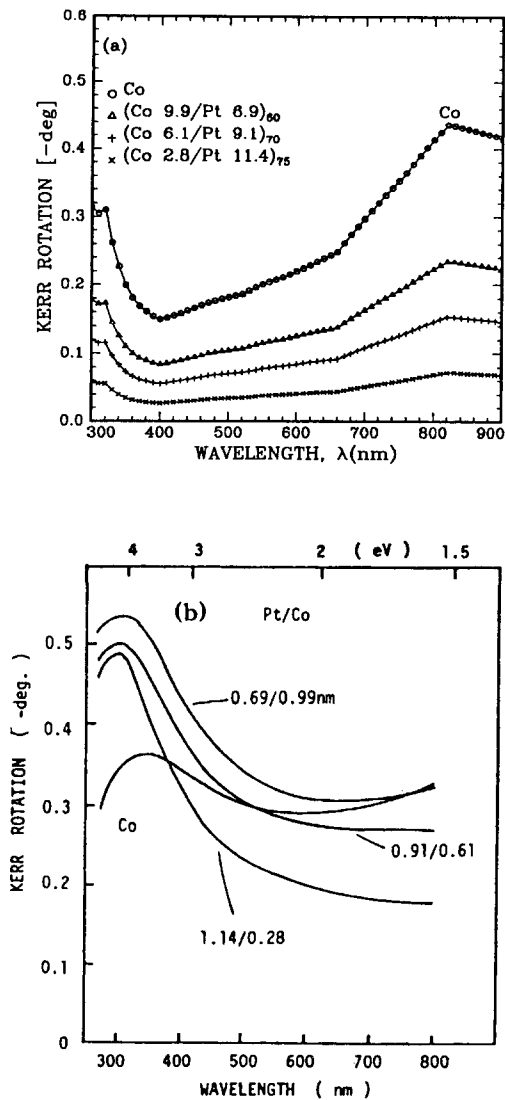 0.6
(a)
0.5
0.4
0.3
0.2
0.1
0.0
KERR ROTATION [-deg]
Co
(Co 9.9/Pt 6.9)60
(Co 6.1/Pt 9.1)70
(Co 2.8/Pt 11.4)75
Co
300 400 500 600 700 800 900
WAVELENGTH, λ(nm)
4 3 2 (eV) 1.5
(b) Pt/Co
0.5
0.4
0.3
0.2
0.1
0
KERR ROTATION (-deg.)
0.69/0.99nm
Co
0.91/0.61
1.14/0.28
300 400 500 600 700 800
WAVELENGTH (nm)